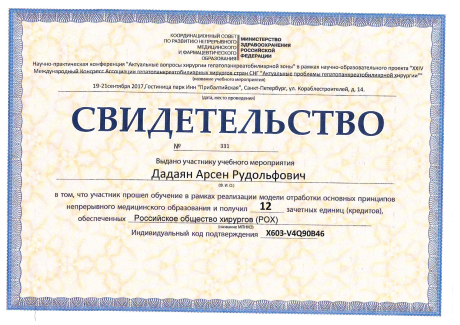 КООРДИНАЦИОННЫЙ СОВЕТ
ПО РАЗВИТИЮ НЕПРЕРЫВНОГО
МЕДИЦИНСКОГО
И ФАРМАЦЕВТИЧЕСКОГО
ОБРАЗОВАНИЯ
МИНИСТЕРСТВО
ЗДРАВООХРАНЕНИЯ
РОССИЙСКОЙ
ФЕДЕРАЦИИ
Научно-практическая конференция "Актуальные вопросы хирургии гепатопанкреатобилиарной зоны" в рамках научно-образовательного проекта "XXIV
Международный Конгресс Ассоциации гепатопанкреатобилиарных хирургов стран СНГ "Актуальные проблемы гепатопанкреатобилиарной хирургии""
(название учебного мероприятия)
19-21сентября 2017,Гостиница парк Инн "Прибалтийская", Санкт-Петербург, ул. Кораблестроителей, д. 14.
(дата, место проведения)
СВИДЕТЕЛЬСТВО
№ 331
Выдано участнику учебного мероприятия
Дадаян Арсен Рудольфович
(Ф.И.О)
в том, что участник прошел обучение в рамках реализации модели отработки основных принципов
непрерывного медицинского образования и получил 12 зачетных единиц (кредитов),
обеспеченных Российское общество хирургов (РОХ)
(название МПНКО)
Индивидуальный код подтверждения X603-V4Q90B46